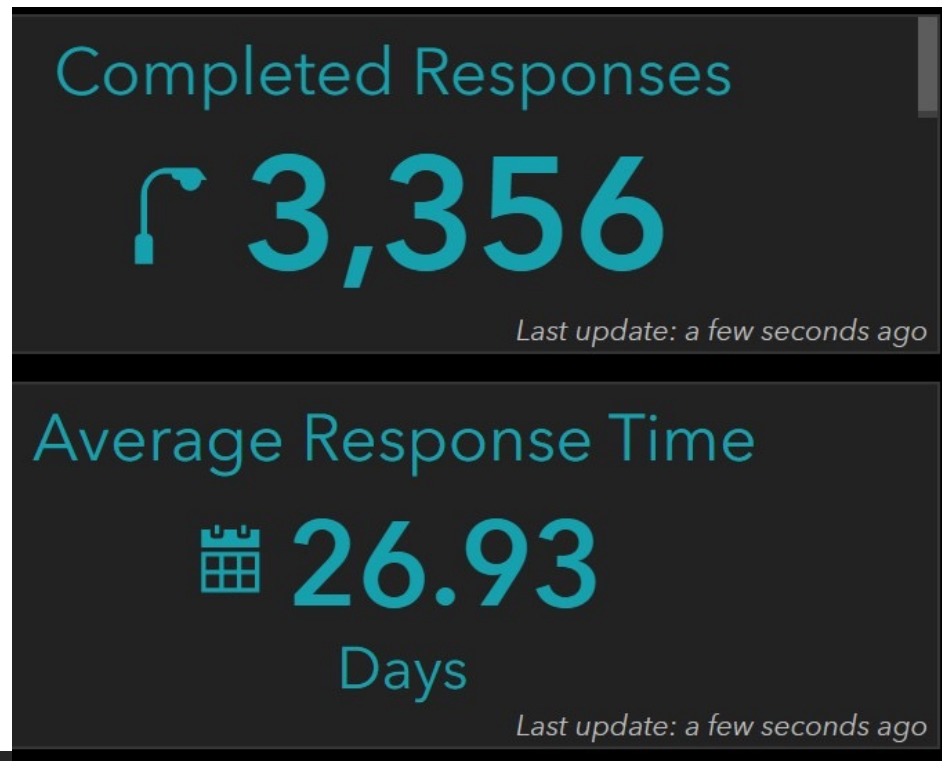 Completed Responses
3,356
Last update: a few seconds ago
Average Response Time
26.93
Days
Last update: a few seconds ago